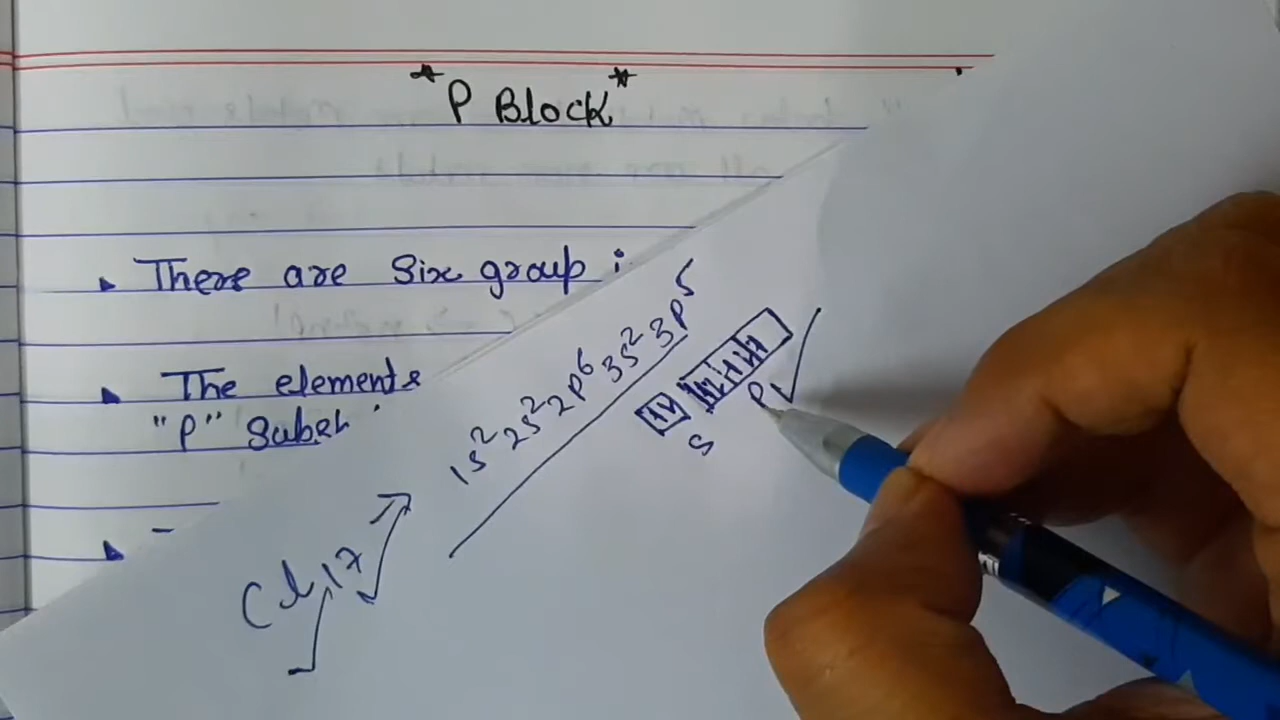 *P Block*
There are Six group :
The elements
"P" Subsh
Cl, 17
1s² 2s² 2p⁶ 3s² 3p⁵
S
P